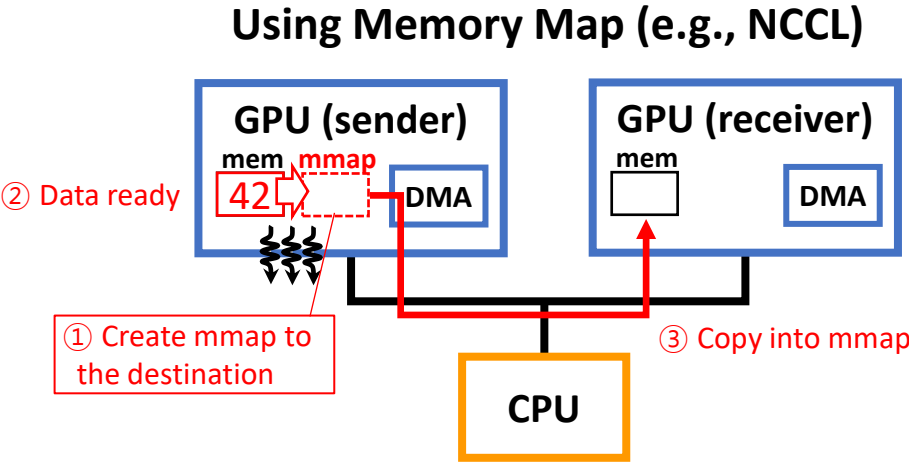 Using Memory Map (e.g., NCCL)
GPU (sender)
GPU (receiver)
mem mmap
mem
② Data ready
42
DMA
DMA
① Create mmap to
the destination
③ Copy into mmap
CPU